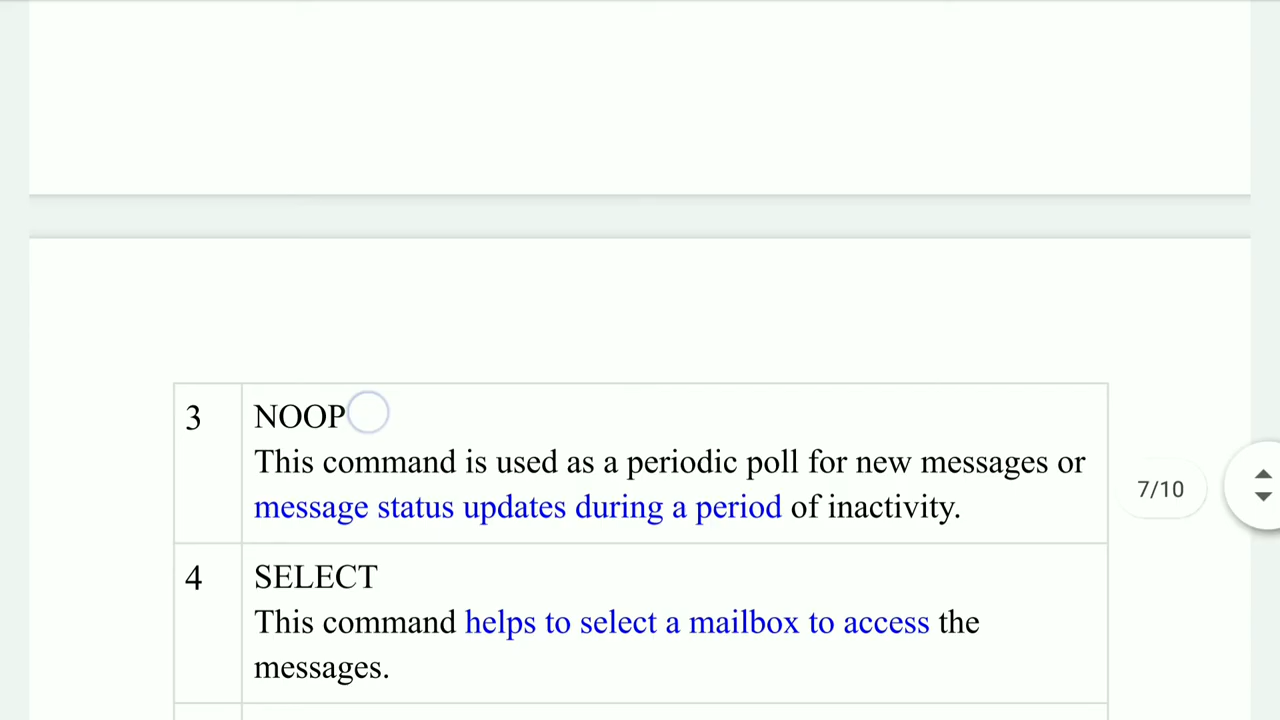 3
NOOP
This command is used as a periodic poll for new messages or
message status updates during a period of inactivity.
7/10
4
SELECT
This command helps to select a mailbox to access the
messages.